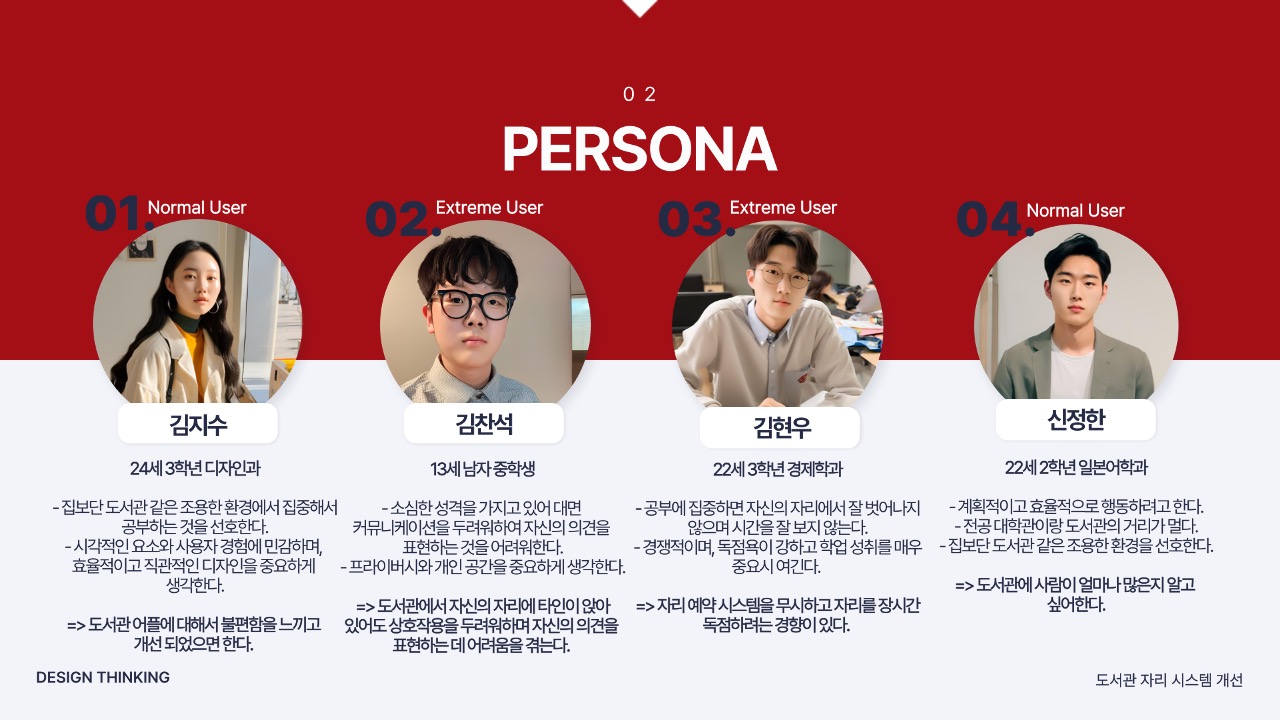 02
PERSONA
01. Normal User
김지수
24세 3학년 디자인과
- 집보단 도서관 같은 조용한 환경에서 집중해서
공부하는 것을 선호한다.
- 시각적인 요소와 사용자 경험에 민감하며,
효율적이고 직관적인 디자인을 중요하게
생각한다.
=> 도서관 어플에 대해서 불편함을 느끼고
개선 되었으면 한다.
02. Extreme User
김찬석
13세 남자 중학생
- 소심한 성격을 가지고 있어 대면
커뮤니케이션을 두려워하여 자신의 의견을
표현하는 것을 어려워한다.
- 프라이버시와 개인 공간을 중요하게 생각한다.
=> 도서관에서 자신의 자리에 타인이 앉아
있어도 상호작용을 두려워하며 자신의 의견을
표현하는 데 어려움을 겪는다.
03. Extreme User
김현우
22세 3학년 경제학과
- 공부에 집중하면 자신의 자리에서 잘 벗어나지
않으며 시간을 잘 보지 않는다.
- 경쟁적이며, 독점욕이 강하고 학업 성취를 매우
중요시 여긴다.
=> 자리 예약 시스템을 무시하고 자리를 장시간
독점하려는 경향이 있다.
04. Normal User
신정한
22세 2학년 일본어학과
- 계획적이고 효율적으로 행동하려고 한다.
- 전공 대학관이랑 도서관의 거리가 멀다.
- 집보단 도서관 같은 조용한 환경을 선호한다.
=> 도서관에 사람이 얼마나 많은지 알고
싶어한다.
DESIGN THINKING
도서관 자리 시스템 개선